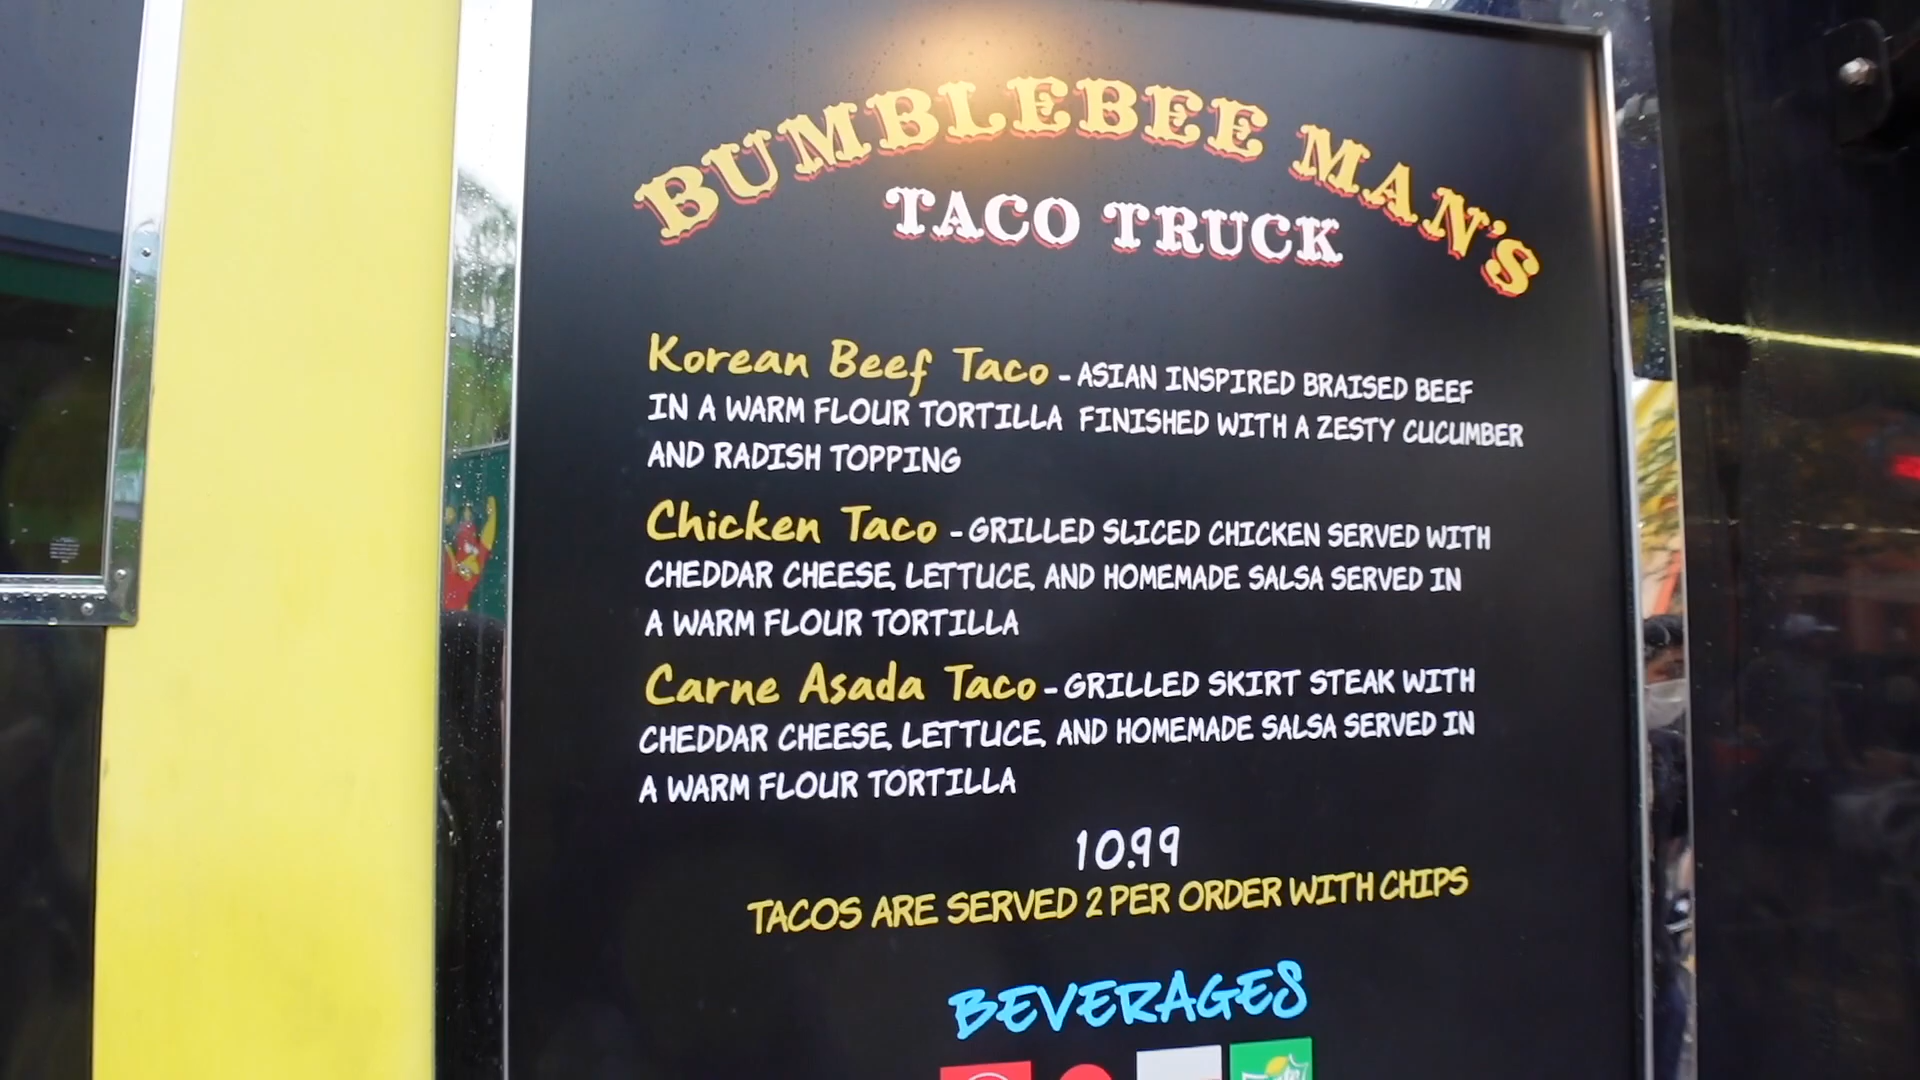 BUMBLEBEE MAN'S
TACO TRUCK
Korean Beef Taco - ASIAN INSPIRED BRAISED BEEF
IN A WARM FLOUR TORTILLA FINISHED WITH A ZESTY CUCUMBER
AND RADISH TOPPING
Chicken Taco - GRILLED SLICED CHICKEN SERVED WITH
CHEDDAR CHEESE, LETTUCE, AND HOMEMADE SALSA SERVED IN
A WARM FLOUR TORTILLA
Carne Asada Taco - GRILLED SKIRT STEAK WITH
CHEDDAR CHEESE, LETTUCE, AND HOMEMADE SALSA SERVED IN
A WARM FLOUR TORTILLA
10.99
TACOS ARE SERVED 2 PER ORDER WITH CHIPS
BEVERAGES